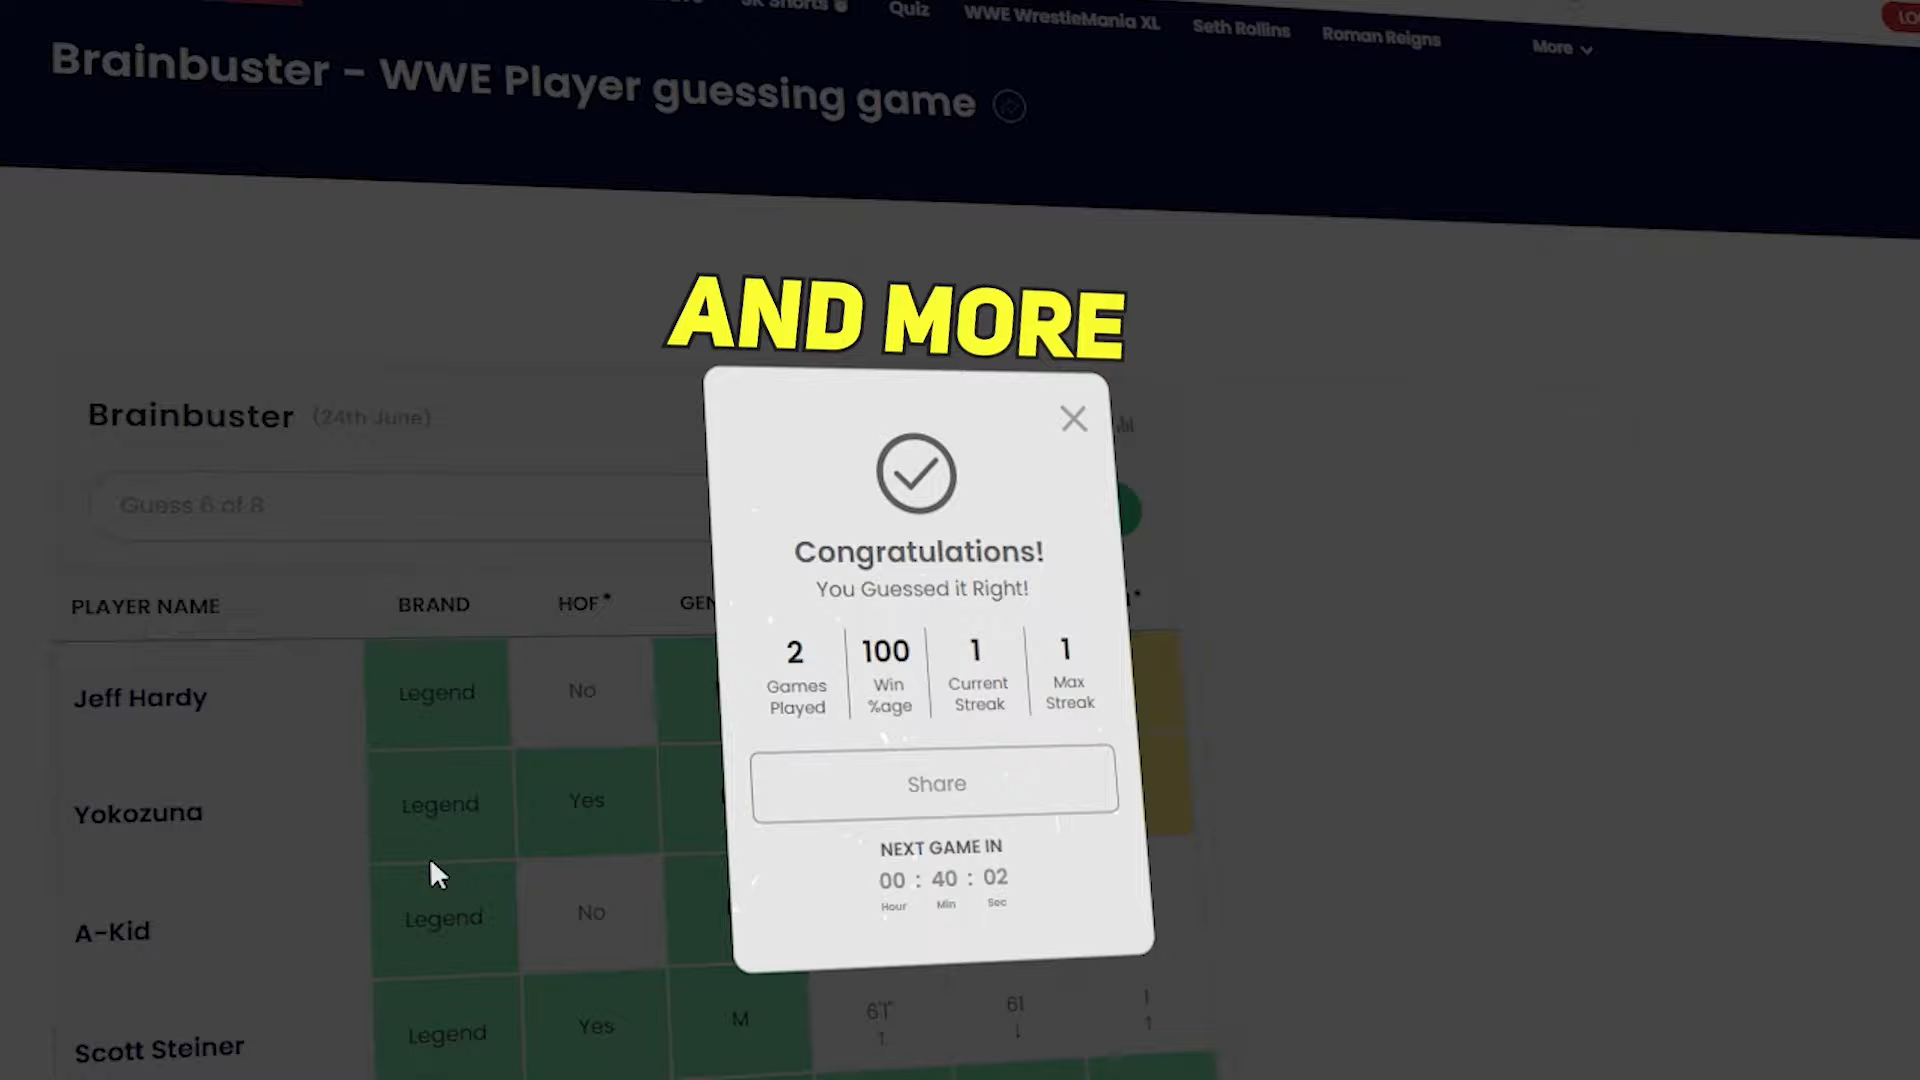 Quiz
WWE WrestleMania XL
Seth Rollins
Roman Reigns
More
Brainbuster - WWE Player guessing game
AND MORE
Brainbuster (24th June)
Guess 6 of 8
Congratulations!
You Guessed it Right!
2 100 1 1
Games Played
Win %age
Current Streak
Max Streak
Share
NEXT GAME IN
00 : 40 : 02
Hour Min Sec
PLAYER NAME BRAND HOF*
Jeff Hardy Legend No
Yokozuna Legend Yes
A-Kid Legend No
Scott Steiner Legend Yes M 6'1" ↑ 61 ↓ 1 ↑